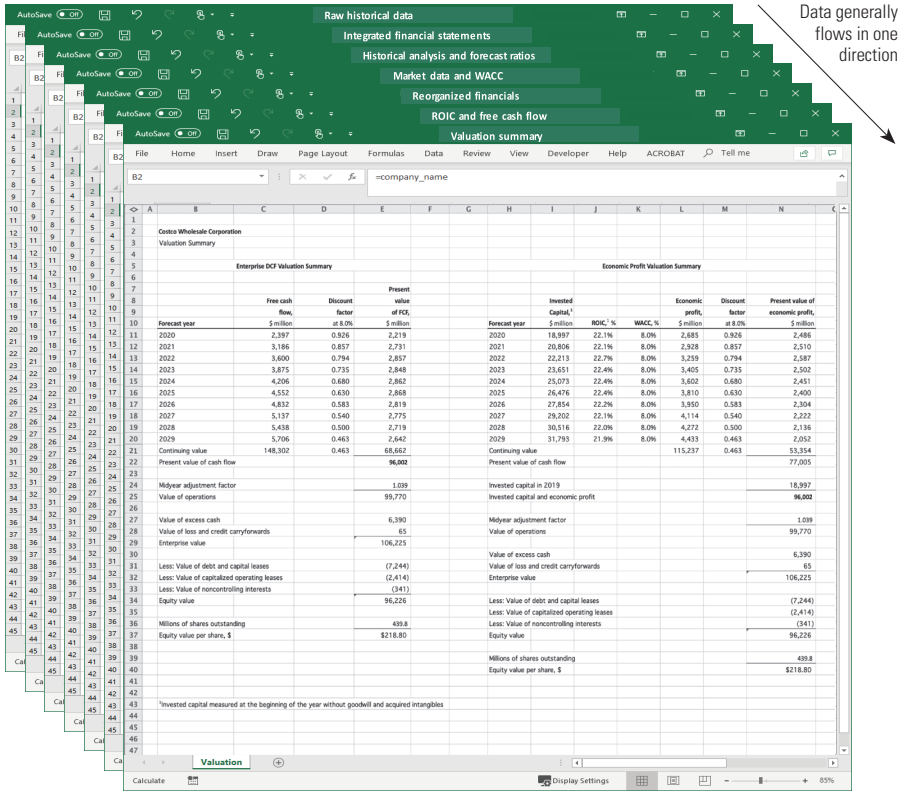 AutoSave Off Raw historical data
AutoSave Off Integrated financial statements
AutoSave Off Historical analysis and forecast ratios
AutoSave Off Market data and WACC
AutoSave Off Reorganized financials
AutoSave Off ROIC and free cash flow
AutoSave Off Valuation summary
Data generally
flows in one
direction
File Home Insert Draw Page Layout Formulas Data Review View Developer Help ACROBAT Tell me
B2 fx =company_name
A B C D E F G H I J K L M N
Costco Wholesale Corporation
Valuation Summary
Enterprise DCF Valuation Summary Economic Profit Valuation Summary
Present
Free cash Discount value Invested Economic Discount Present value of
flow, factor of FCF, Capital,¹ profit, factor economic profit,
Forecast year $ million at 8.0% $ million Forecast year $ million ROIC,¹ % WACC, % $ million at 8.0% $ million
2020 2,397 0.926 2,219 2020 18,997 22.1% 8.0% 2,685 0.926 2,486
2021 3,186 0.857 2,731 2021 20,806 22.1% 8.0% 2,928 0.857 2,510
2022 3,600 0.794 2,857 2022 22,213 22.7% 8.0% 3,259 0.794 2,587
2023 3,875 0.735 2,848 2023 23,651 22.4% 8.0% 3,405 0.735 2,502
2024 4,206 0.680 2,862 2024 25,073 22.4% 8.0% 3,602 0.680 2,451
2025 4,552 0.630 2,868 2025 26,476 22.4% 8.0% 3,810 0.630 2,400
2026 4,832 0.583 2,819 2026 27,854 22.2% 8.0% 3,950 0.583 2,304
2027 5,137 0.540 2,775 2027 29,202 22.1% 8.0% 4,114 0.540 2,222
2028 5,438 0.500 2,719 2028 30,516 22.0% 8.0% 4,272 0.500 2,136
2029 5,706 0.463 2,642 2029 31,793 21.9% 8.0% 4,433 0.463 2,052
Continuing value 148,302 0.463 68,662 Continuing value 115,237 0.463 53,354
Present value of cash flow 96,002 Present value of cash flow 77,005
Midyear adjustment factor 1.039 Invested capital in 2019 18,997
Value of operations 99,770 Invested capital and economic profit 96,002
Value of excess cash 6,390 Midyear adjustment factor 1.039
Value of loss and credit carryforwards 65 Value of operations 99,770
Enterprise value 106,225
Value of excess cash 6,390
Less: Value of debt and capital leases (7,244) Value of loss and credit carryforwards 65
Less: Value of capitalized operating leases (2,414) Enterprise value 106,225
Less: Value of noncontrolling interests (341)
Equity value 96,226 Less: Value of debt and capital leases (7,244)
Less: Value of capitalized operating leases (2,414)
Millions of shares outstanding 439.8 Less: Value of noncontrolling interests (341)
Equity value per share, $ $218.80 Equity value 96,226
Millions of shares outstanding 439.8
Equity value per share, $ $218.80
¹Invested capital measured at the beginning of the year without goodwill and acquired intangibles
Valuation
Calculate Display Settings 85%